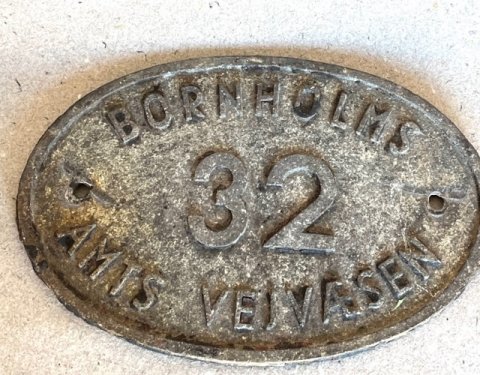 BORNHOLMS
32
AMTS VEJVÆSEN